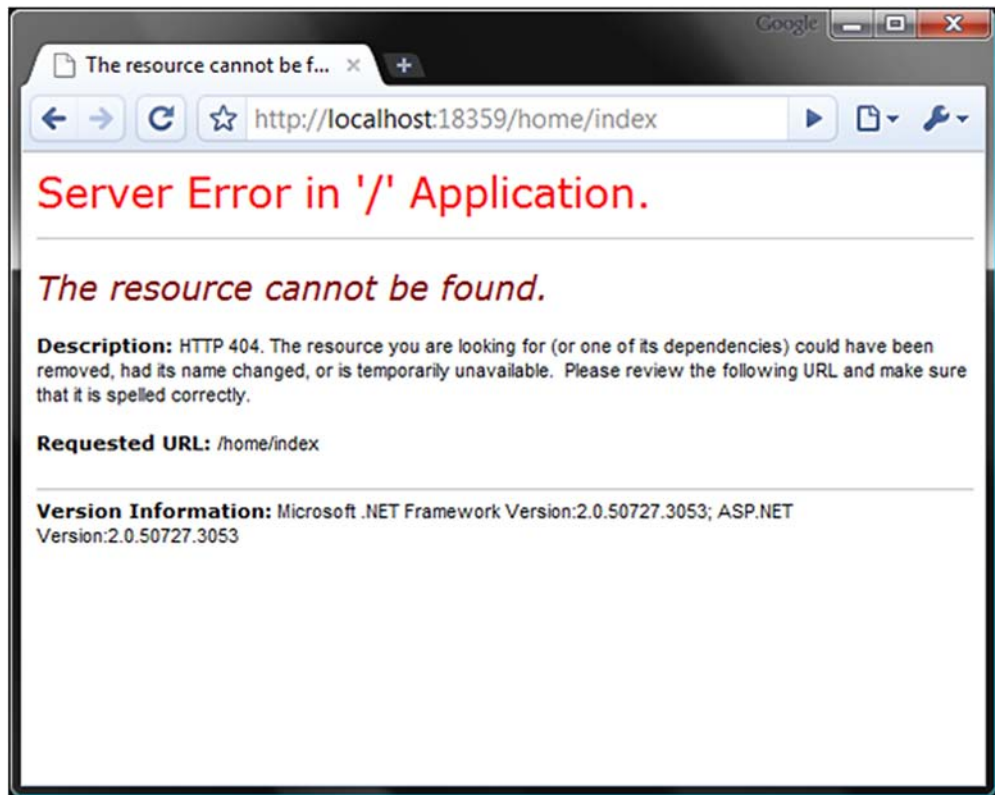 Google
The resource cannot be f...
http://localhost:18359/home/index
Server Error in '/' Application.
The resource cannot be found.
Description: HTTP 404. The resource you are looking for (or one of its dependencies) could have been
removed, had its name changed, or is temporarily unavailable.  Please review the following URL and make sure
that it is spelled correctly.
Requested URL: /home/index
Version Information: Microsoft .NET Framework Version:2.0.50727.3053; ASP.NET
Version:2.0.50727.3053